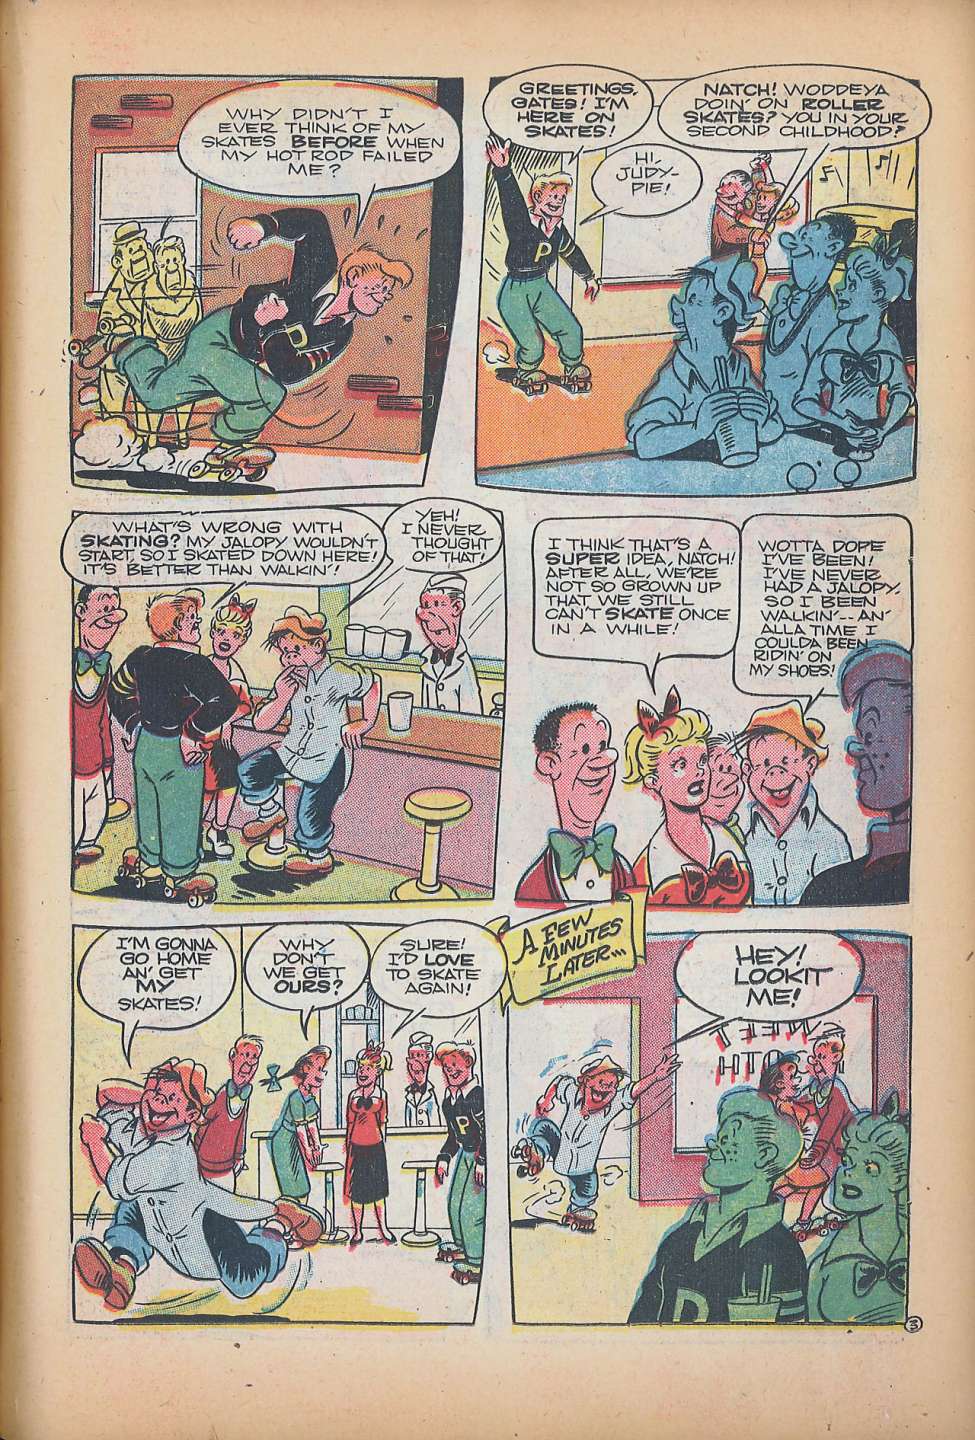 WHY DIDN'T I
EVER THINK OF MY
SKATES BEFORE WHEN
MY HOT ROD FAILED
ME?
GREETINGS,
GATES! I'M
HERE ON
SKATES!
HI,
JUDY-
PIE!
NATCH! WODDEYA
DOIN' ON ROLLER
SKATES? YOU IN YOUR
SECOND CHILDHOOD?
P
WHAT'S WRONG WITH
SKATING? MY JALOPY WOULDN'T
START, SO I SKATED DOWN HERE!
IT'S BETTER THAN WALKIN'!
YEH!
I NEVER
THOUGHT
OF THAT!
I THINK THAT'S A
SUPER IDEA, NATCH!
AFTER ALL, WE'RE
NOT SO GROWN UP
THAT WE STILL
CAN'T SKATE ONCE
IN A WHILE!
WOTTA DOPE
I'VE BEEN!
I'VE NEVER
HAD A JALOPY,
SO I BEEN
WALKIN'-- AN'
ALLA TIME I
COULDA BEEN
RIDIN' ON
MY SHOES!
I'M GONNA
GO HOME
AN' GET
MY
SKATES!
WHY
DON'T
WE GET
OURS?
SURE!
I'D LOVE
TO SKATE
AGAIN!
P
A FEW
MINUTES
LATER...
HEY!
LOOKIT
ME!
P
3